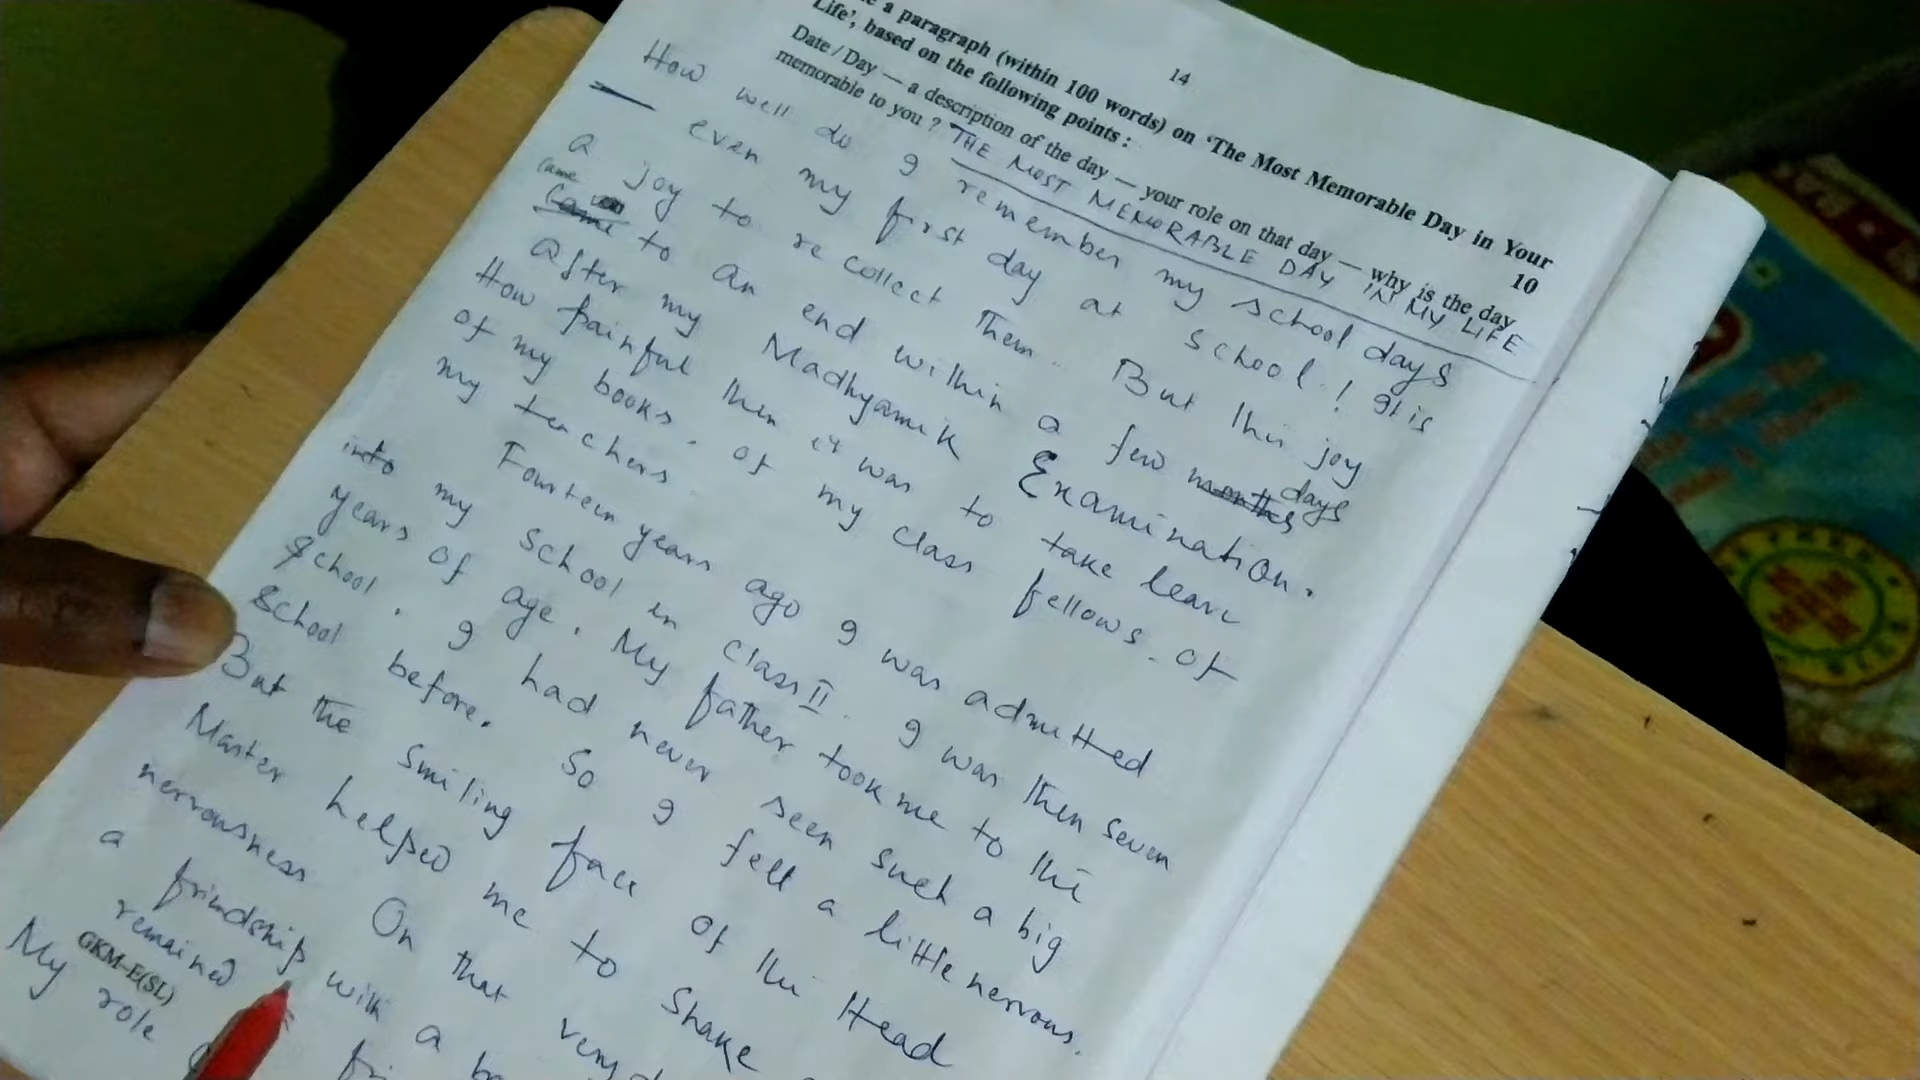 14
a paragraph (within 100 words) on 'The Most Memorable Day in Your
Life', based on the following points : 10
Date / Day — a description of the day — your role on that day — why is the day
memorable to you ? THE MOST MEMORABLE DAY IN MY LIFE
How well do I remember my school days
even my first day at school! It is
a joy to recollect them. But this joy
came to an end within a few days
after my Madhyamik Examination.
How painful then it was to take leave
of my books, of my class fellows, of
my teachers.
Fourteen years ago I was admitted
into my school in class II. I was then seven
years of age. My father took me to the
school. I had never seen such a big
school before. So I felt a little nervous.
But the smiling face of the Head
Master helped me to shake
nervousness. On that very
a friendship with a
remained
GKM-E(SL)
My role